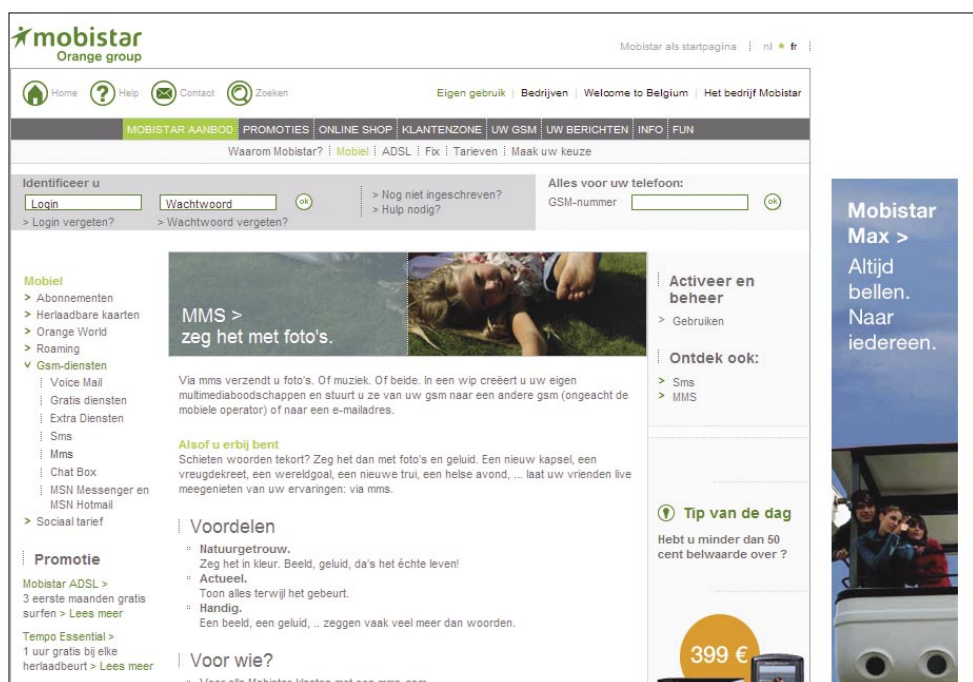 mobistar
Orange group
Mobistar als startpagina nl fr
Home Help Contact Zoeken
Eigen gebruik Bedrijven Welcome to Belgium Het bedrijf Mobistar
MOBISTAR AANBOD PROMOTIES ONLINE SHOP KLANTENZONE UW GSM UW BERICHTEN INFO FUN
Waarom Mobistar? Mobiel ADSL Fix Tarieven Maak uw keuze
Identificeer u
Login Wachtwoord ok
> Login vergeten? > Wachtwoord vergeten?
> Nog niet ingeschreven?
> Hulp nodig?
Alles voor uw telefoon:
GSM-nummer ok
Mobiel
> Abonnementen
> Herlaadbare kaarten
> Orange World
> Roaming
Gsm-diensten
Voice Mail
Gratis diensten
Extra Diensten
Sms
Mms
Chat Box
MSN Messenger en
MSN Hotmail
> Sociaal tarief
Promotie
Mobistar ADSL >
3 eerste maanden gratis
surfen > Lees meer
Tempo Essential >
1 uur gratis bij elke
herlaadbeurt > Lees meer
MMS >
zeg het met foto's.
Via mms verzendt u foto's. Of muziek. Of beide. In een wip creëert u uw eigen
multimediaboodschappen en stuurt u ze van uw gsm naar een andere gsm (ongeacht de
mobiele operator) of naar een e-mailadres.
Alsof u erbij bent
Schieten woorden tekort? Zeg het dan met foto's en geluid. Een nieuw kapsel, een
vreugdekreet, een wereldgoal, een nieuwe trui, een helse avond, ... laat uw vrienden live
meegenieten van uw ervaringen: via mms.
Voordelen
Natuurgetrouw.
Zeg het in kleur. Beeld, geluid, da's het échte leven!
Actueel.
Toon alles terwijl het gebeurt.
Handig.
Een beeld, een geluid, .. zeggen vaak veel meer dan woorden.
Voor wie?
Voor alle Mobistar-klanten met een mms-gsm
Activeer en
beheer
> Gebruiken
Ontdek ook:
> Sms
> MMS
Tip van de dag
Hebt u minder dan 50
cent belwaarde over ?
399 €
Mobistar
Max >
Altijd
bellen.
Naar
iedereen.